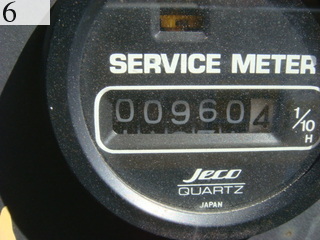 6
SERVICE METER
009604
1/10
H
Jeco
QUARTZ
JAPAN